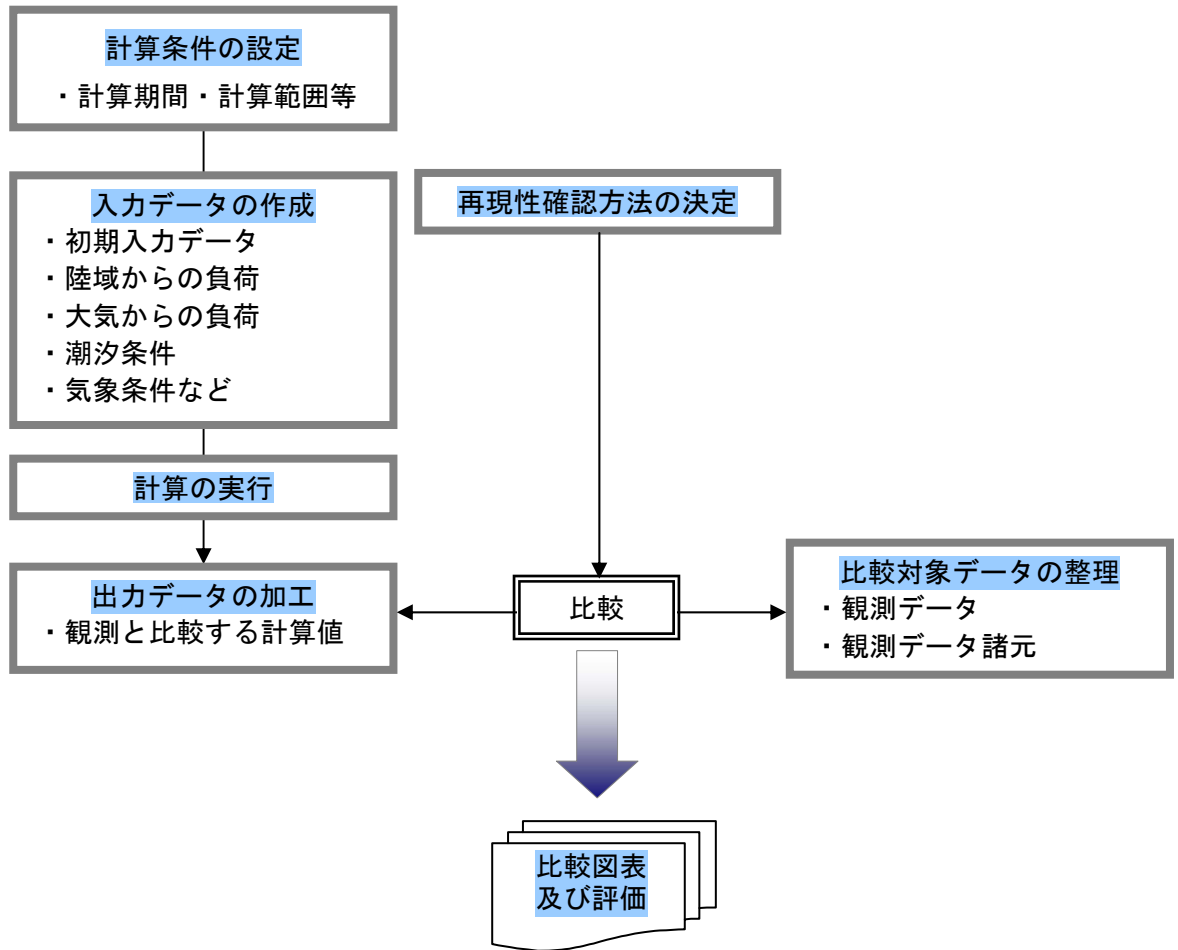 計算条件の設定
・計算期間・計算範囲等
入力データの作成
・初期入力データ
・陸域からの負荷
・大気からの負荷
・潮汐条件
・気象条件など
再現性確認方法の決定
計算の実行
出力データの加工
・観測と比較する計算値
比較
比較対象データの整理
・観測データ
・観測データ諸元
比較図表
及び評価